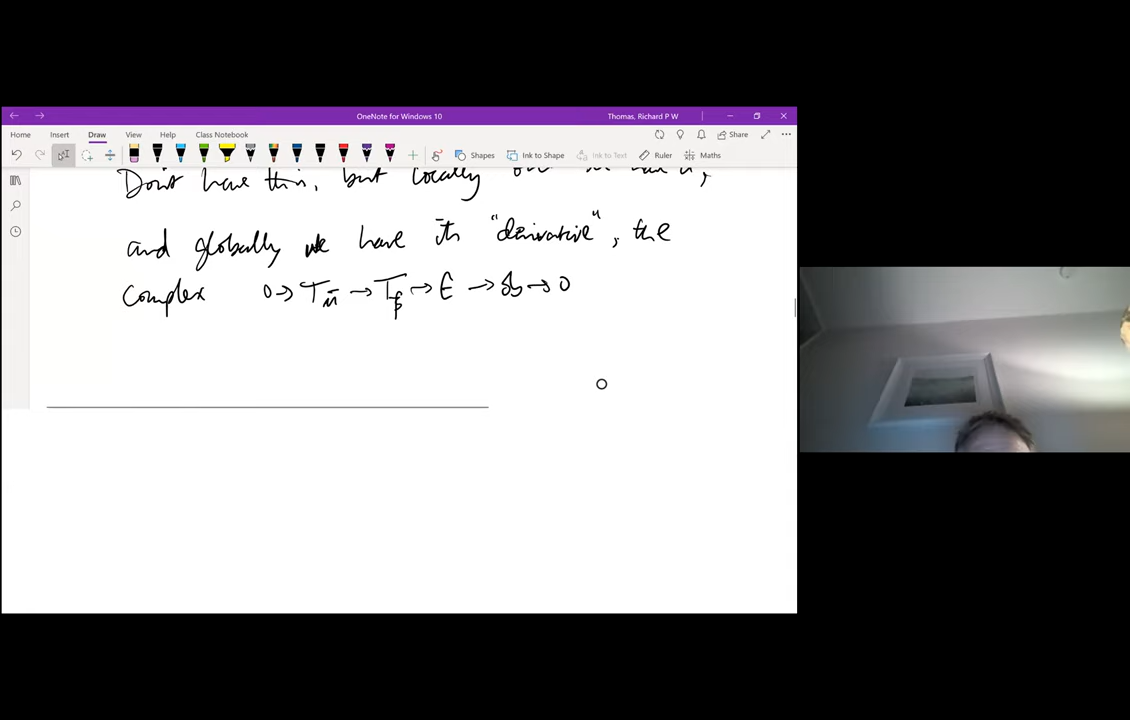 OneNote for Windows 10
Thomas, Richard P W
Home Insert Draw View Help Class Notebook
Share
Shapes Ink to Shape Ink to Text Ruler Maths
Don't have this, but locally
and globally we have its "derivative", the
complex 0 → T_M̄ → T_p → E → Ob → 0